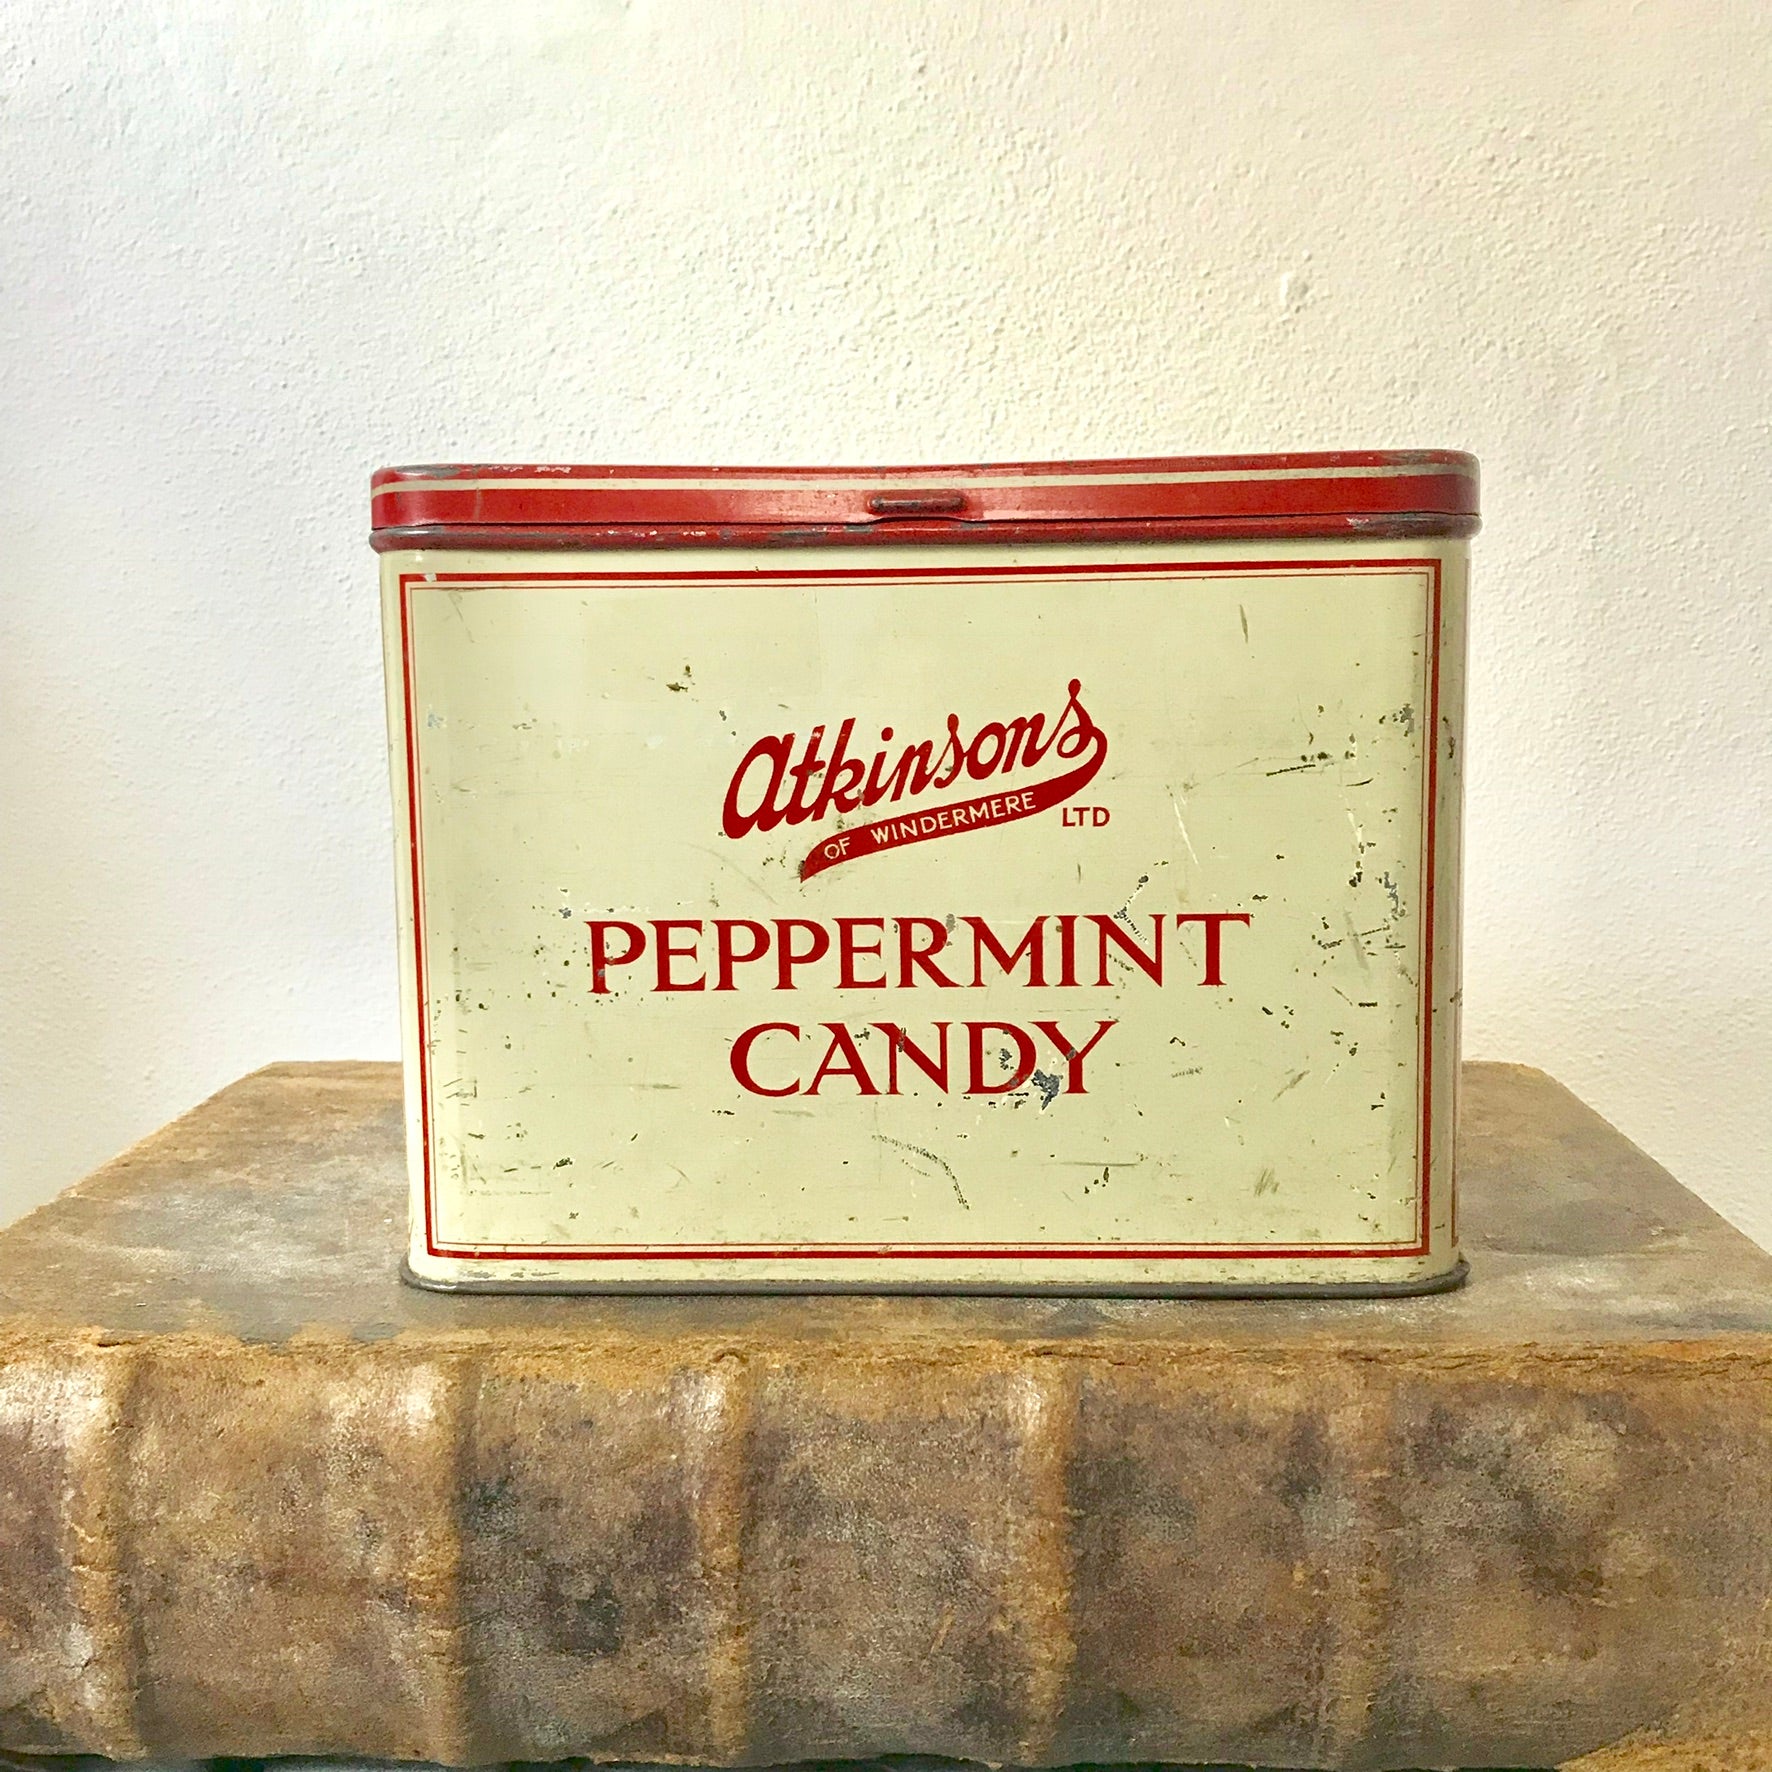 Atkinsons
OF WINDERMERE LTD
PEPPERMINT
CANDY